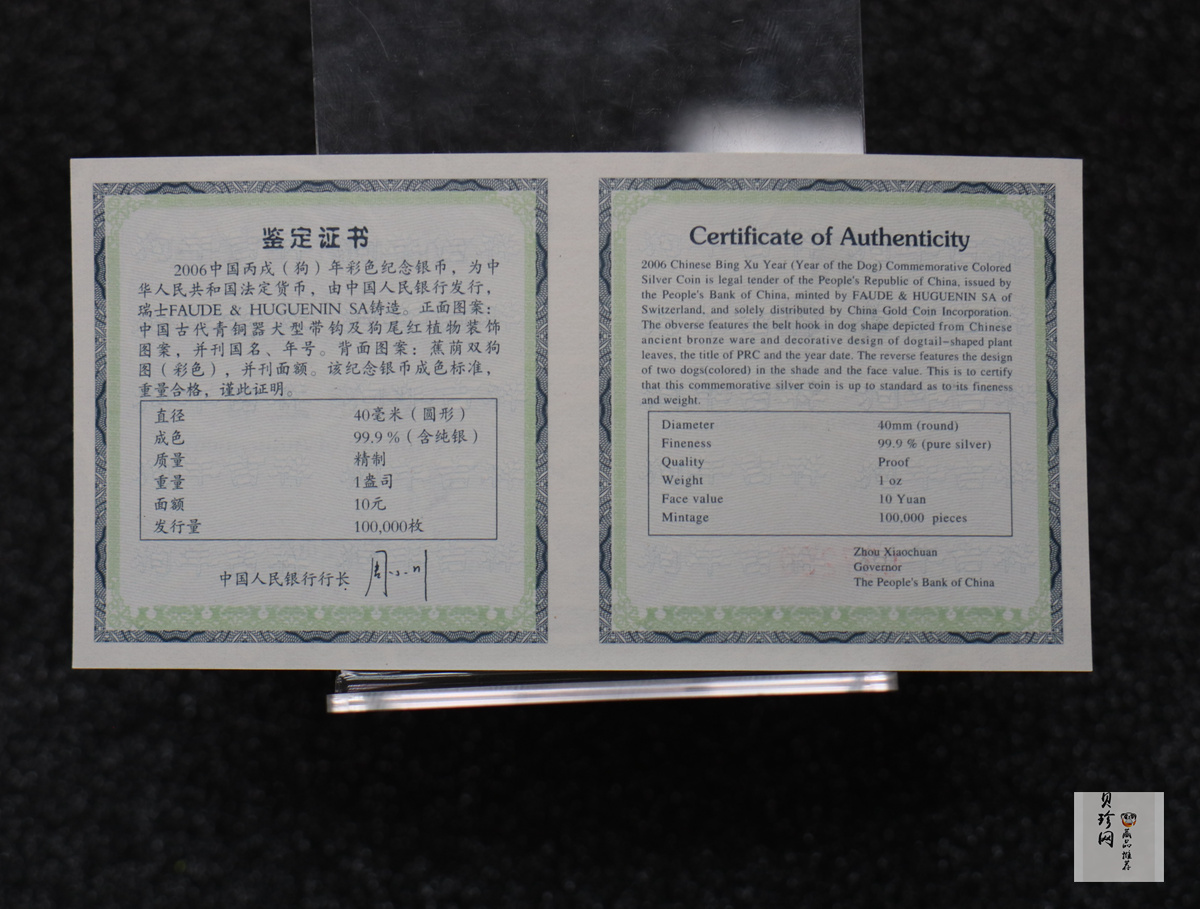 鉴定证书
2006中国丙戌（狗）年彩色纪念银币，为中
华人民共和国法定货币，由中国人民银行发行，
瑞士FAUDE & HUGUENIN SA铸造。正面图案：
中国古代青铜器犬型带钩及狗尾红植物装饰
图案，并刊国名、年号。背面图案：蕉荫双狗
图（彩色），并刊面额。该纪念银币成色标准，
重量合格，谨此证明。
直径 40毫米（圆形）
成色 99.9 %（含纯银）
质量 精制
重量 1盎司
面额 10元
发行量 100,000枚
中国人民银行行长 周小川
Certificate of Authenticity
2006 Chinese Bing Xu Year (Year of the Dog) Commemorative Colored
Silver Coin is legal tender of the People's Republic of China, issued by
the People's Bank of China, minted by FAUDE & HUGUENIN SA of
Switzerland, and solely distributed by China Gold Coin Incorporation.
The obverse features the belt hook in dog shape depicted from Chinese
ancient bronze ware and decorative design of dogtail-shaped plant
leaves, the title of PRC and the year date. The reverse features the design
of two dogs(colored) in the shade and the face value. This is to certify
that this commemorative silver coin is up to standard as to its fineness
and weight.
Diameter 40mm (round)
Fineness 99.9 % (pure silver)
Quality Proof
Weight 1 oz
Face value 10 Yuan
Mintage 100,000 pieces
Zhou Xiaochuan
Governor
The People's Bank of China
贝珍网
藏品推荐